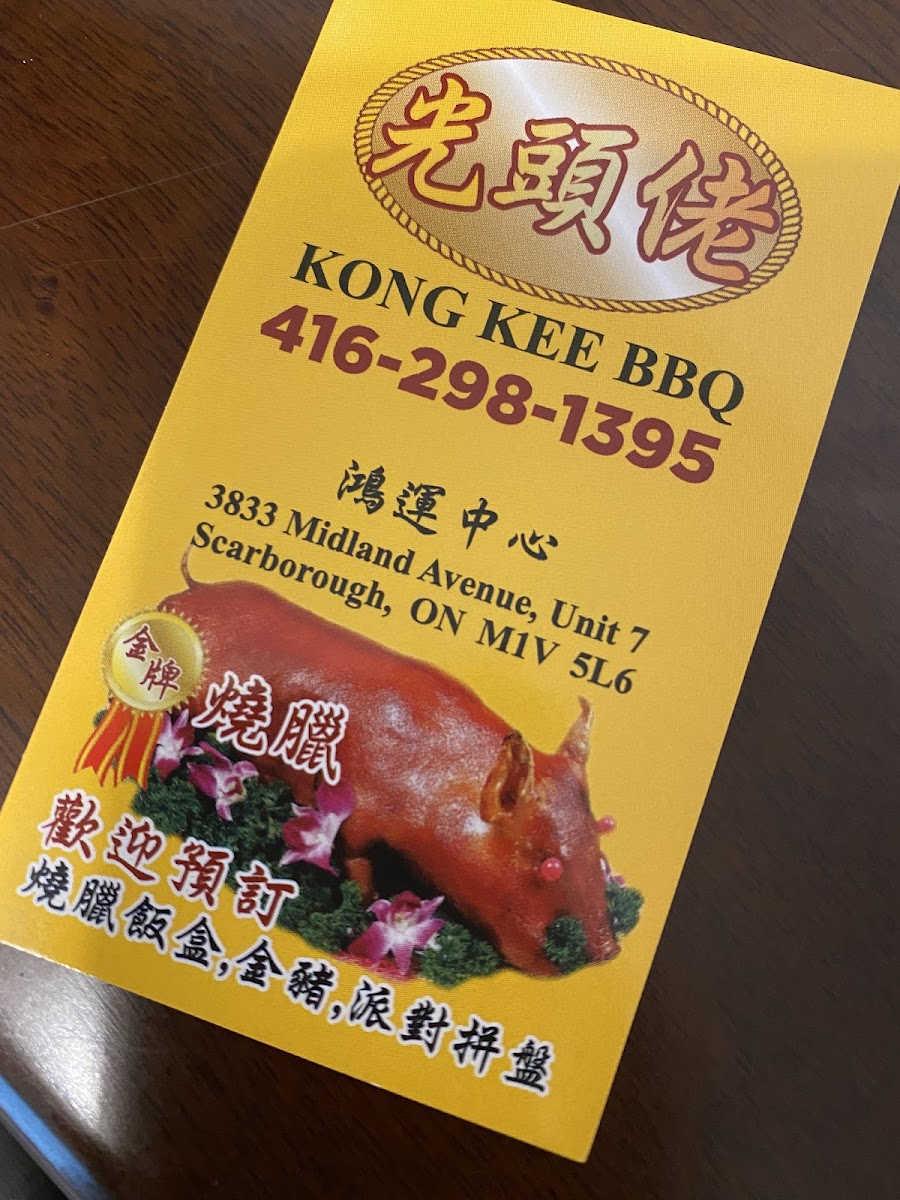 光頭佬
KONG KEE BBQ
416-298-1395
鴻運中心
3833 Midland Avenue, Unit 7
Scarborough, ON M1V 5L6
金牌
燒臘
歡迎預訂
燒臘飯盒,金豬,派對拼盤